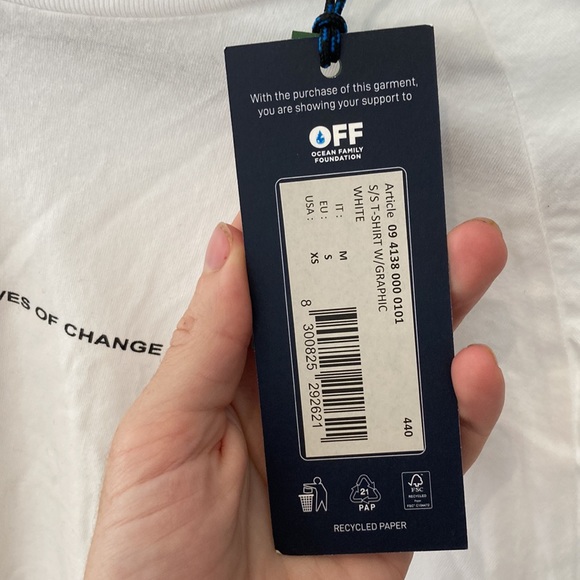 With the purchase of this garment,
you are showing your support to
OFF
OCEAN FAMILY
FOUNDATION
Article 09 4138 000 0101
S/S T-SHIRT W/GRAPHIC
WHITE
440
IT: M
EU: S
USA: XS
8 300825 292621
21
PAP
FSC
RECYCLED
RECYCLED PAPER
OF CHANGE